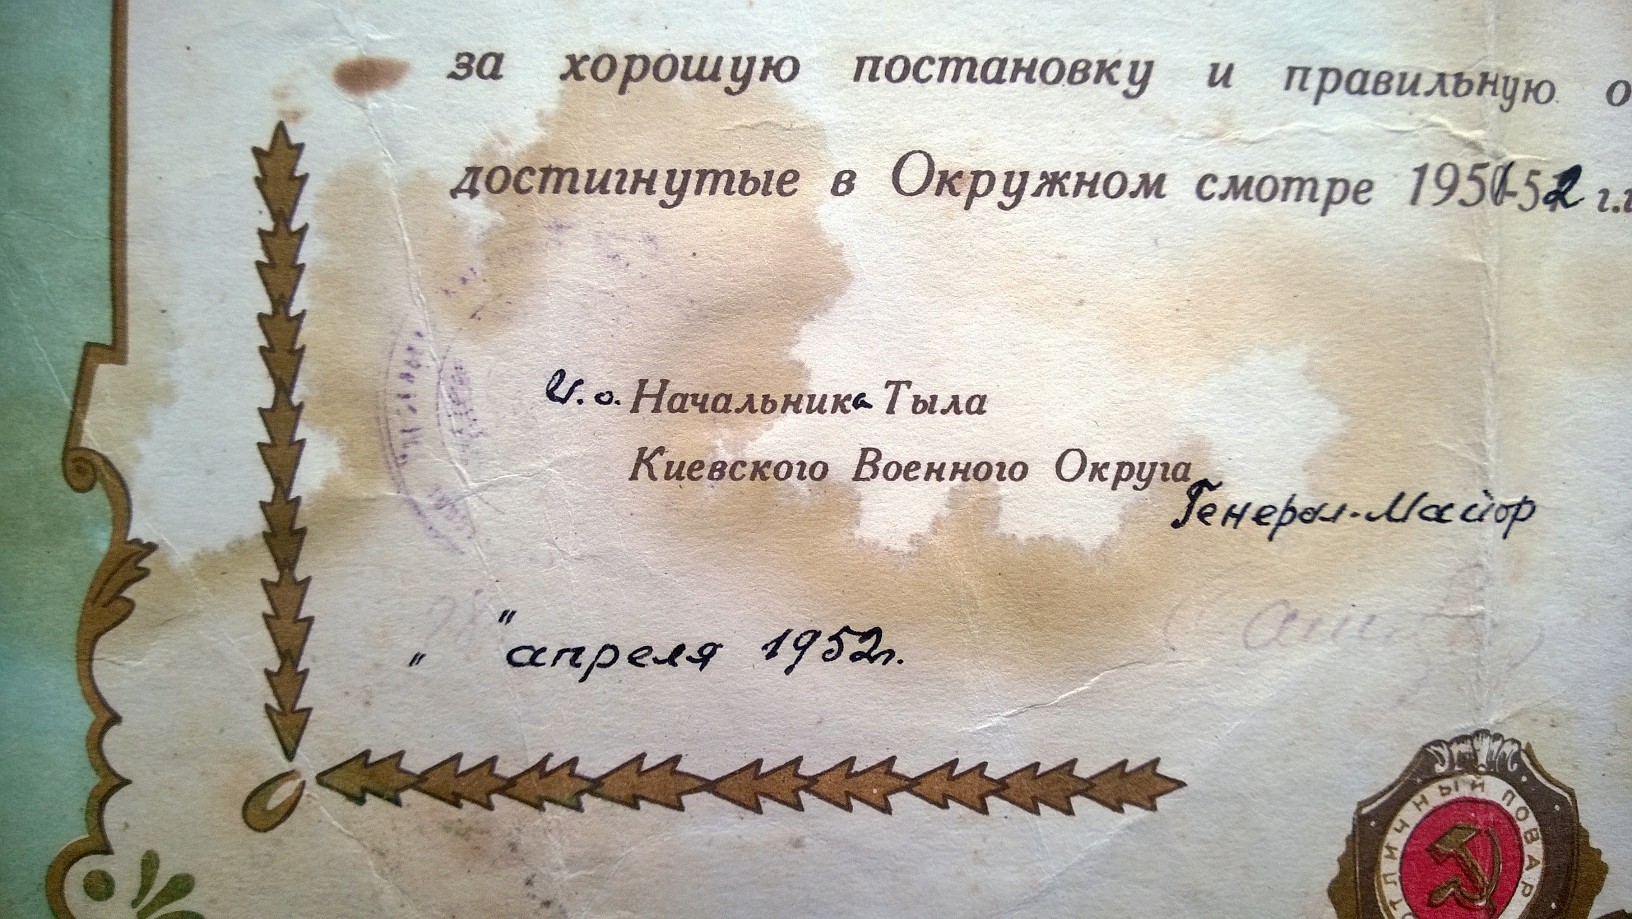 за хорошую постановку и правильную о
достигнутые в Окружном смотре 1951-52 г.г
И.о. Начальника Тыла
Киевского Военного Округа
Генерал-Майор
" " апреля 1952г.
ОТЛИЧНЫЙ ПОВАР